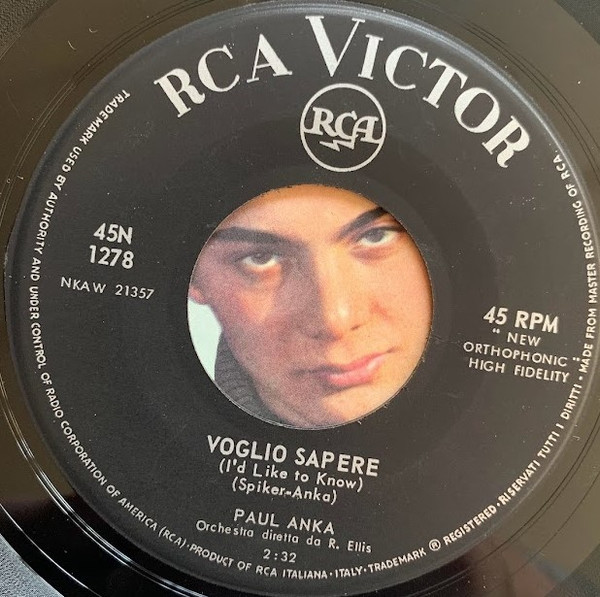 RCA VICTOR
RCA
45N
1278
NKAW 21357
45 RPM
"NEW
ORTHOPHONIC"
HIGH FIDELITY
VOGLIO SAPERE
(I'd Like to Know)
(Spiker-Anka)
PAUL ANKA
Orchestra diretta da R. Ellis
2:32
TRADEMARK USED BY AUTHORITY AND UNDER CONTROL OF RADIO CORPORATION OF AMERICA (RCA)·PRODUCT OF RCA ITALIANA·ITALY·TRADEMARK ® REGISTERED·RISERVATI TUTTI I DIRITTI·MADE FROM MASTER RECORDING OF RCA.